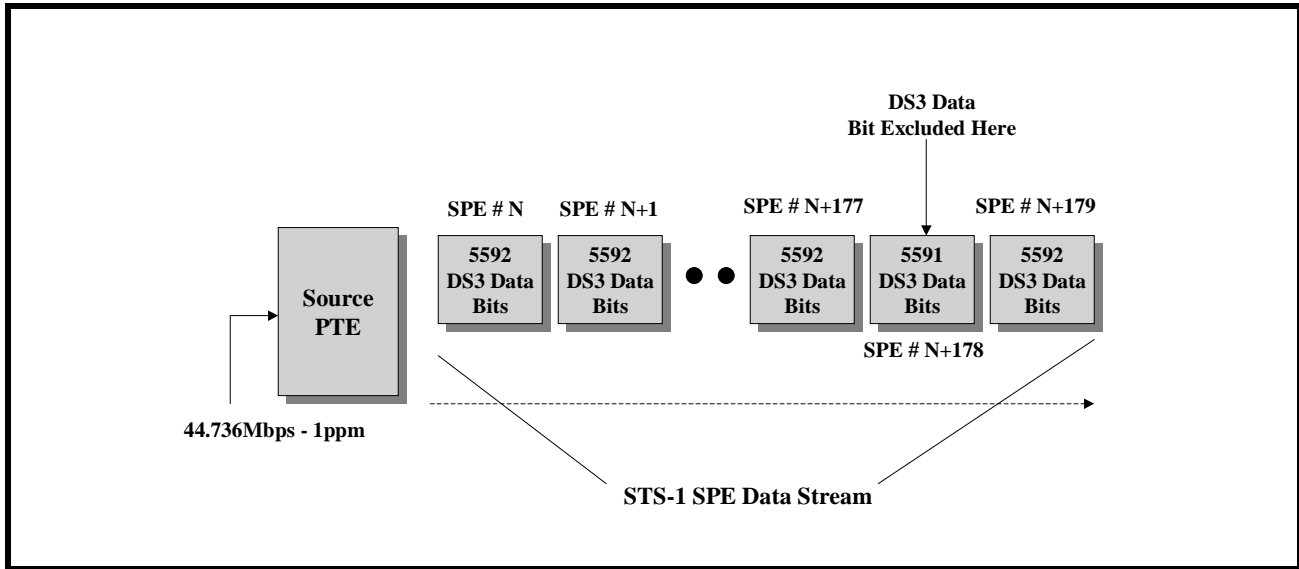 DS3 Data
Bit Excluded Here
SPE # N
SPE # N+1
SPE # N+177
SPE # N+179
Source
PTE
5592
DS3 Data
Bits
5592
DS3 Data
Bits
5592
DS3 Data
Bits
5591
DS3 Data
Bits
5592
DS3 Data
Bits
SPE # N+178
44.736Mbps - 1ppm
STS-1 SPE Data Stream